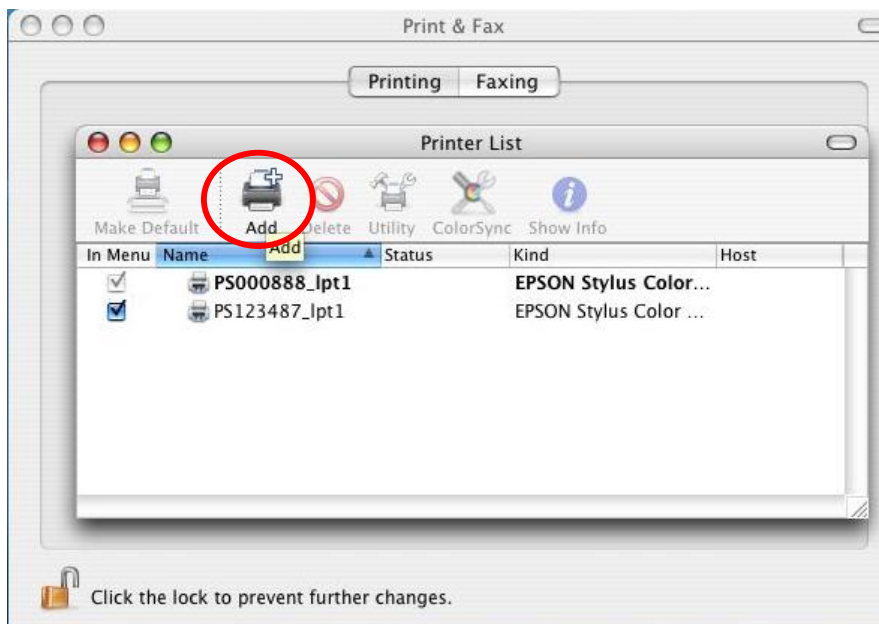 Print & Fax
Printing Faxing
Printer List
Make Default Add Delete Utility ColorSync Show Info
Add
In Menu Name Status Kind Host
PS000888_lpt1 EPSON Stylus Color...
PS123487_lpt1 EPSON Stylus Color ...
Click the lock to prevent further changes.